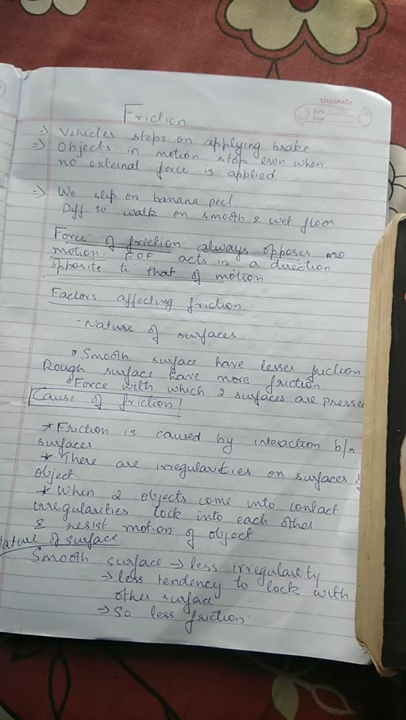 classmate
Date
Page
Friction
→ Vehicles stops on applying brake
⇒ Objects in motion stop even when
no external force is applied
→ We slip on banana peel
Diff to walk on smooth & wet floor
Force of friction always opposes mo
motion. FOF acts in a direction
opposite to that of motion
Factors affecting friction
- Nature of surfaces
* Smooth surface have lesser friction
Rough surface have more friction
* Force with which 2 surfaces are presse
Cause of friction!
* Friction is caused by interaction b/n
surfaces
* There are irregularities on surfaces
object
* When 2 objects come into contact
irregularities lock into each other
& resist motion of object
Nature of surface
Smooth surface → less irregularity
→ less tendency to lock with
other surface
→ So less friction